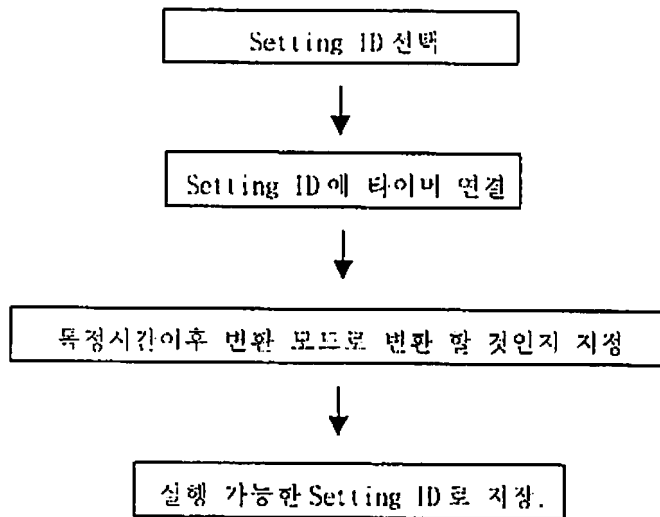 Setting ID 선택
Setting ID에 타이머 연결
특정시간이후 변환 모드로 변환 할 것인지 지정
실행 가능한 Setting ID로 저장.